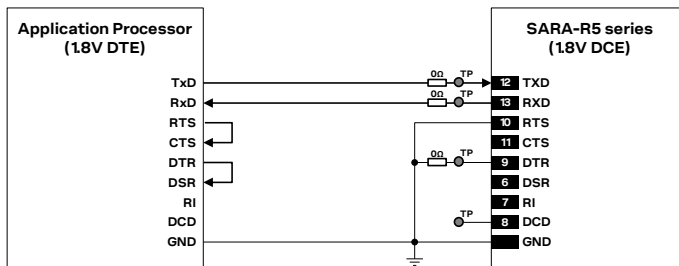 Application Processor
(1.8V DTE)
SARA-R5 series
(1.8V DCE)
TxD
0Ω
TP
12
TXD
RxD
0Ω
TP
13
RXD
RTS
10
RTS
CTS
11
CTS
DTR
0Ω
TP
9
DTR
DSR
6
DSR
RI
7
RI
DCD
TP
8
DCD
GND
GND